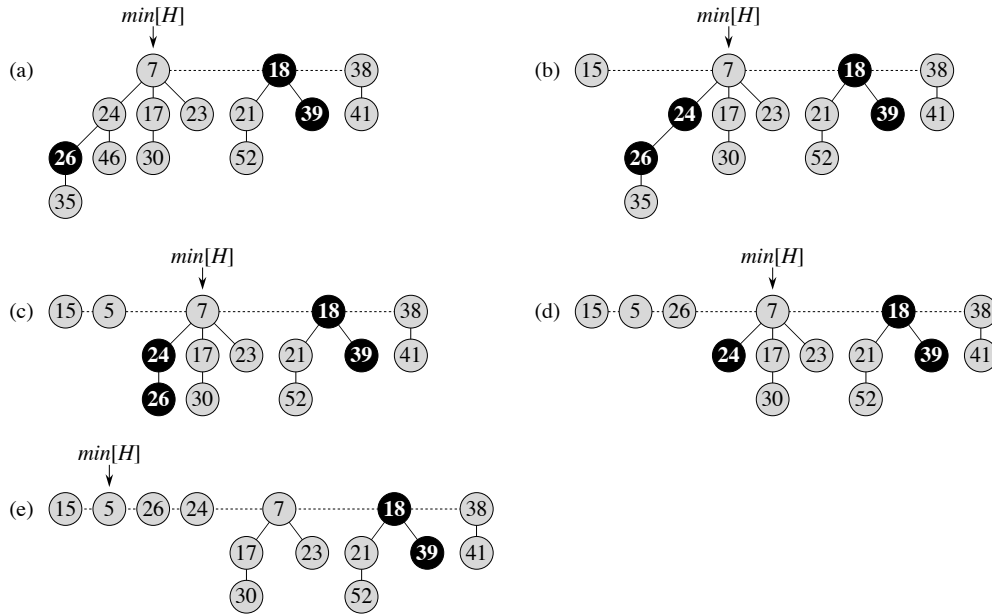 min[H]
(a) 7 18 38
24 17 23 21 39 41
26 46 30 52
35
min[H]
(b) 15 7 18 38
24 17 23 21 39 41
26 30 52
35
min[H]
(c) 15 5 7 18 38
24 17 23 21 39 41
26 30 52
min[H]
(d) 15 5 26 7 18 38
24 17 23 21 39 41
30 52
min[H]
(e) 15 5 26 24 7 18 38
17 23 21 39 41
30 52